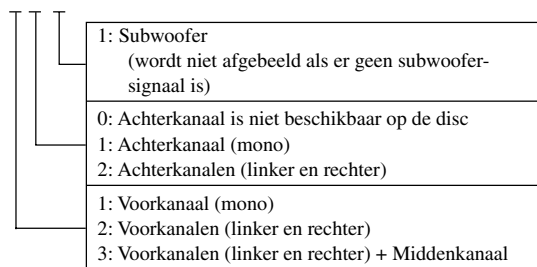 1: Subwoofer
(wordt niet afgebeeld als er geen subwoofer-
signaal is)
0: Achterkanaal is niet beschikbaar op de disc
1: Achterkanaal (mono)
2: Achterkanalen (linker en rechter)
1: Voorkanaal (mono)
2: Voorkanalen (linker en rechter)
3: Voorkanalen (linker en rechter) + Middenkanaal